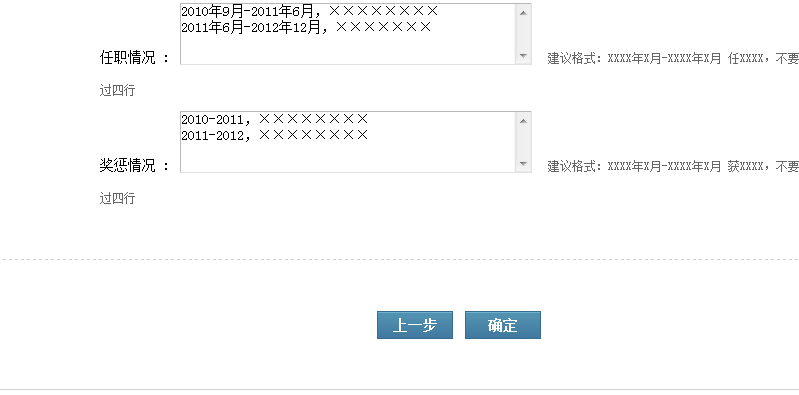 2010年9月-2011年6月，××××××××
2011年6月-2012年12月，×××××××
任职情况 ： 建议格式：XXXX年X月-XXXX年X月 任XXXX，不要
过四行
2010-2011，××××××××
2011-2012，××××××××
奖惩情况 ： 建议格式：XXXX年X月-XXXX年X月 获XXXX，不要
过四行
上一步 确定